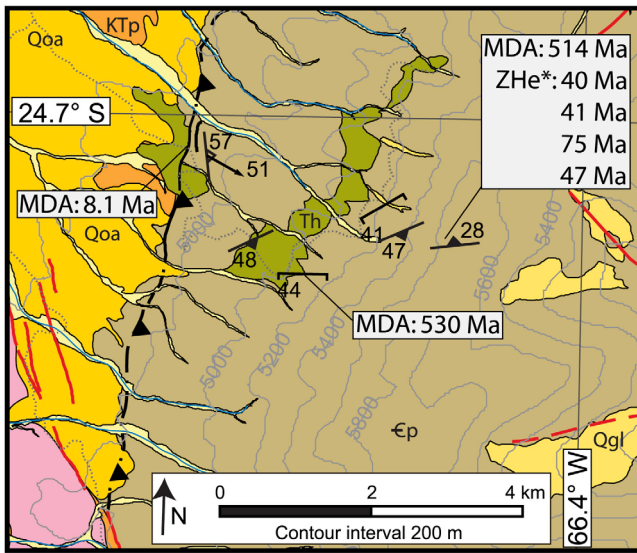 KTp
Qoa
MDA: 514 Ma
ZHe*: 40 Ma
41 Ma
75 Ma
47 Ma
24.7° S
57
51
MDA: 8.1 Ma
5000
Th
Qoa
41
47
28
5400
48
5600
44
MDA: 530 Ma
5000
5200
5400
5800
Ꞓp
Qgl
0 2 4 km
N
Contour interval 200 m
66.4° W